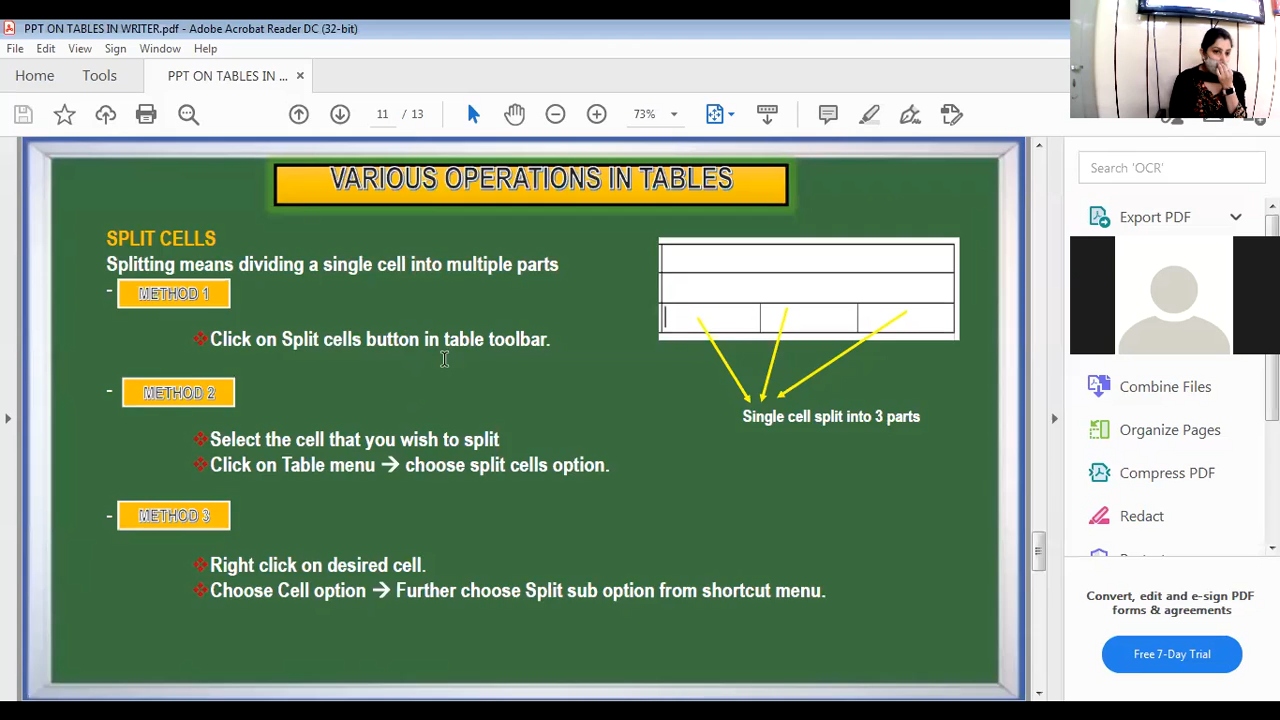 PPT ON TABLES IN WRITER.pdf - Adobe Acrobat Reader DC (32-bit)
File Edit View Sign Window Help
Home Tools PPT ON TABLES IN ... ×
11 / 13 73%
Search 'OCR'
VARIOUS OPERATIONS IN TABLES
SPLIT CELLS
Splitting means dividing a single cell into multiple parts
- METHOD 1
Click on Split cells button in table toolbar.
- METHOD 2
Select the cell that you wish to split
Click on Table menu → choose split cells option.
- METHOD 3
Right click on desired cell.
Choose Cell option → Further choose Split sub option from shortcut menu.
Single cell split into 3 parts
Export PDF
Combine Files
Organize Pages
Compress PDF
Redact
Convert, edit and e-sign PDF
forms & agreements
Free 7-Day Trial